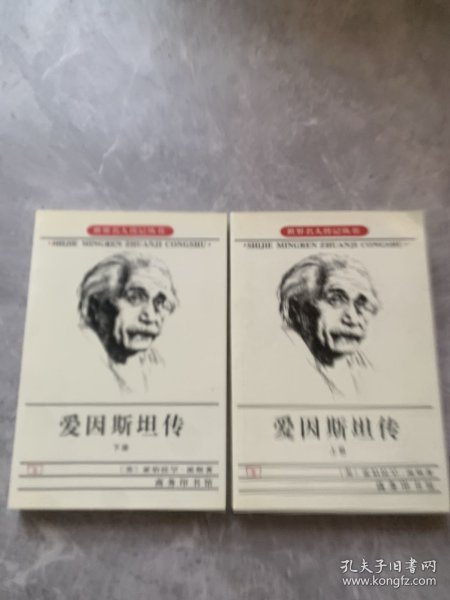 世界名人传记丛书
SHIJIE MINGREN ZHUANJI CONGSHU
爱因斯坦传
下册
商务印书馆
世界名人传记丛书
SHIJIE MINGREN ZHUANJI CONGSHU
爱因斯坦传
上册
商务印书馆
孔夫子旧书网
www.kongfz.com